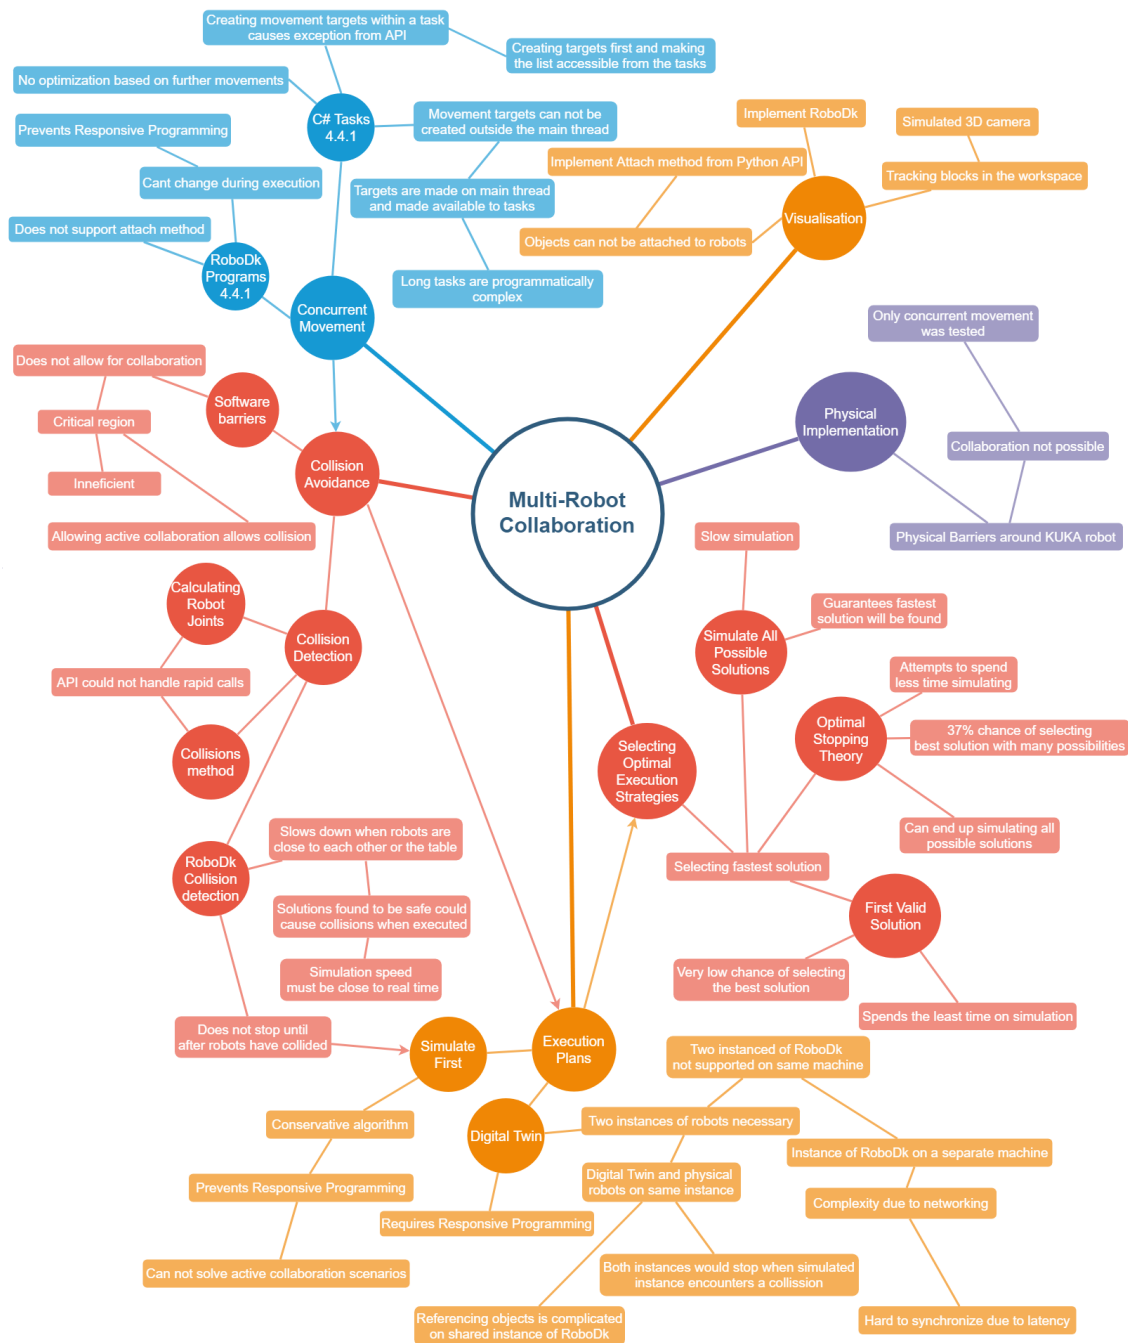 Creating movement targets within a task
causes exception from API
Creating targets first and making
the list accessible from the tasks
No optimization based on further movements
C# Tasks
4.4.1
Movement targets can not be
created outside the main thread
Prevents Responsive Programming
Cant change during execution
Targets are made on main thread
and made available to tasks
Does not support attach method
RoboDk
Programs
4.4.1
Long tasks are programmatically
complex
Concurrent
Movement
Implement RoboDk
Simulated 3D camera
Implement Attach method from Python API
Tracking blocks in the workspace
Visualisation
Objects can not be attached to robots
Only concurrent movement
was tested
Physical
Implementation
Collaboration not possible
Physical Barriers around KUKA robot
Does not allow for collaboration
Software
barriers
Critical region
Inneficient
Allowing active collaboration allows collision
Collision
Avoidance
Multi-Robot
Collaboration
Calculating
Robot
Joints
Collision
Detection
API could not handle rapid calls
Collisions
method
RoboDk
Collision
detection
Slows down when robots are
close to each other or the table
Solutions found to be safe could
cause collisions when executed
Simulation speed
must be close to real time
Does not stop until
after robots have collided
Slow simulation
Guarantees fastest
solution will be found
Simulate All
Possible
Solutions
Attempts to spend
less time simulating
Optimal
Stopping
Theory
37% chance of selecting
best solution with many possibilities
Selecting
Optimal
Execution
Strategies
Can end up simulating all
possible solutions
Selecting fastest solution
First Valid
Solution
Very low chance of selecting
the best solution
Spends the least time on simulation
Simulate
First
Execution
Plans
Two instanced of RoboDk
not supported on same machine
Conservative algorithm
Digital Twin
Two instances of robots necessary
Instance of RoboDk on a separate machine
Prevents Responsive Programming
Digital Twin and physical
robots on same instance
Complexity due to networking
Requires Responsive Programming
Can not solve active collaboration scenarios
Both instances would stop when simulated
instance encounters a collission
Referencing objects is complicated
on shared instance of RoboDk
Hard to synchronize due to latency